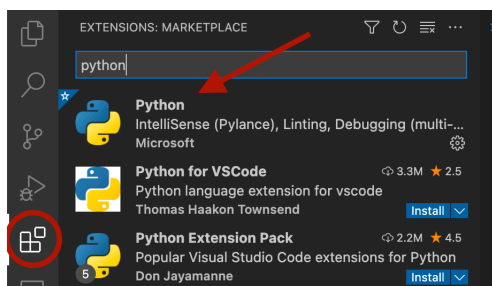 EXTENSIONS: MARKETPLACE
python
Python
IntelliSense (Pylance), Linting, Debugging (multi-...
Microsoft
Python for VSCode 3.3M 2.5
Python language extension for vscode
Thomas Haakon Townsend Install
Python Extension Pack 2.2M 4.5
Popular Visual Studio Code extensions for Python
5 Don Jayamanne Install